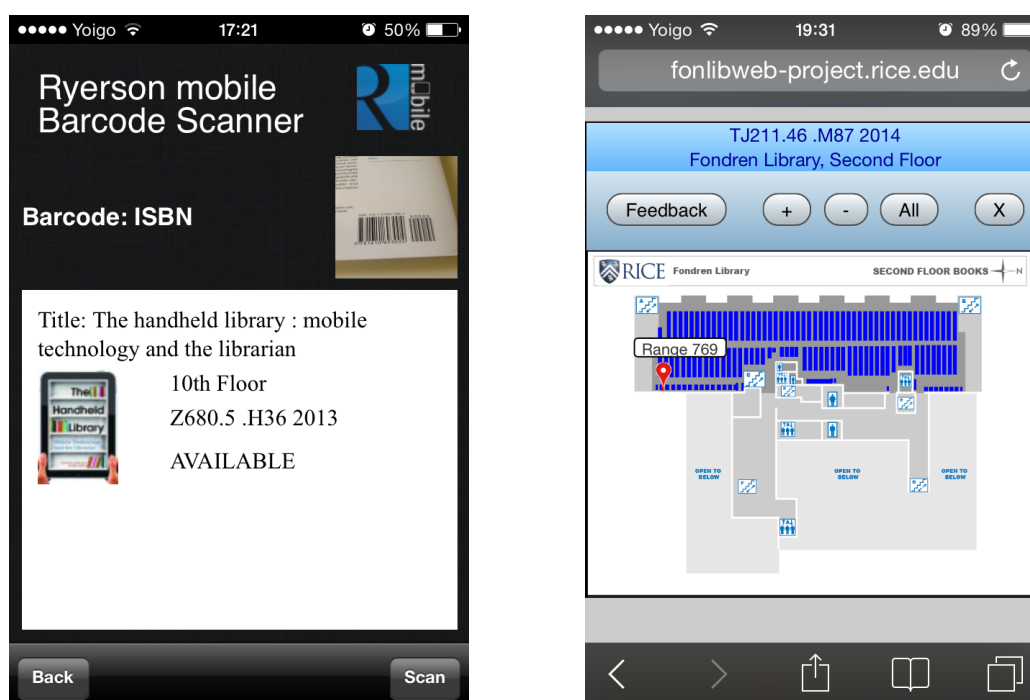 ●●●●● Yoigo 17:21 50%
Ryerson mobile
Barcode Scanner
R mobile
Barcode: ISBN
Title: The handheld library : mobile
technology and the librarian
The
Handheld
Library
10th Floor
Z680.5 .H36 2013
AVAILABLE
Back Scan
●●●●● Yoigo 19:31 89%
fonlibweb-project.rice.edu
TJ211.46 .M87 2014
Fondren Library, Second Floor
Feedback + - All X
RICE Fondren Library SECOND FLOOR BOOKS N
Range 769
OPEN TO
BELOW
OPEN TO
BELOW
OPEN TO
BELOW